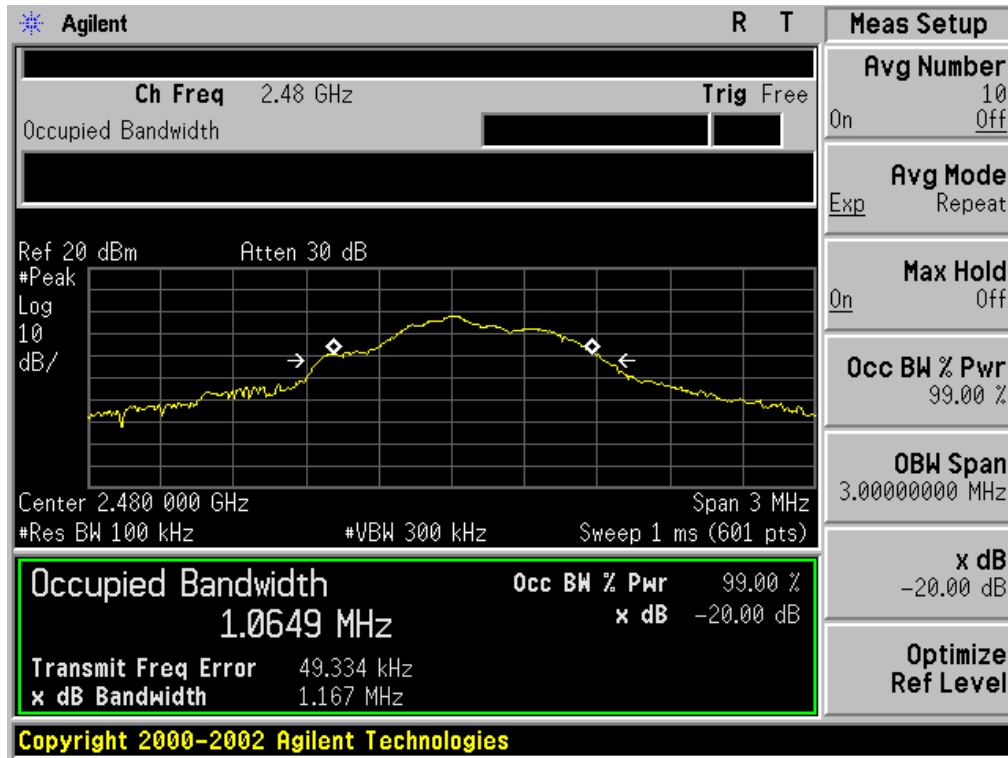 Agilent R T
Ch Freq 2.48 GHz Trig Free
Occupied Bandwidth
Ref 20 dBm Atten 30 dB
#Peak
Log
10
dB/
Center 2.480 000 GHz Span 3 MHz
#Res BW 100 kHz #VBW 300 kHz Sweep 1 ms (601 pts)
Occupied Bandwidth Occ BW % Pwr 99.00 %
1.0649 MHz x dB -20.00 dB
Transmit Freq Error 49.334 kHz
x dB Bandwidth 1.167 MHz
Copyright 2000-2002 Agilent Technologies
Meas Setup
Avg Number
10
On Off
Avg Mode
Exp Repeat
Max Hold
On Off
Occ BW % Pwr
99.00 %
OBW Span
3.00000000 MHz
x dB
-20.00 dB
Optimize
Ref Level